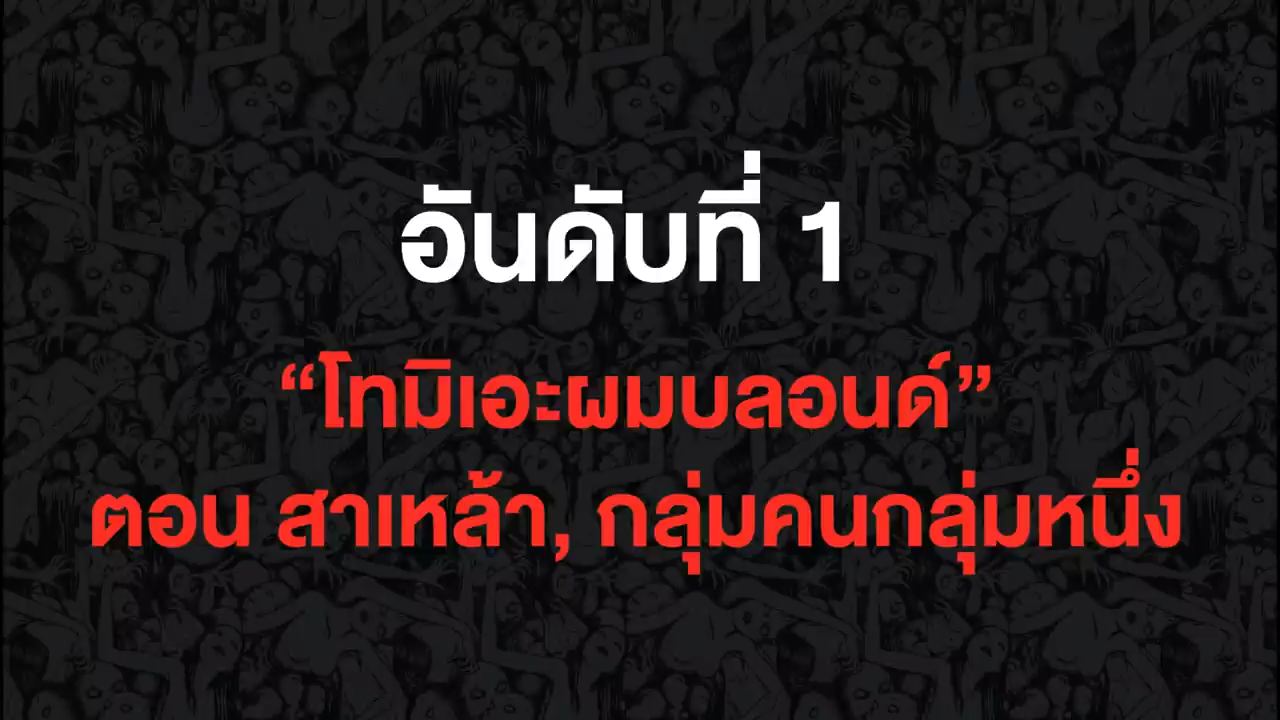 อันดับที่ 1
“โทมิเอะผมบลอนด์”
ตอน สาเหล้า, กลุ่มคนกลุ่มหนึ่ง